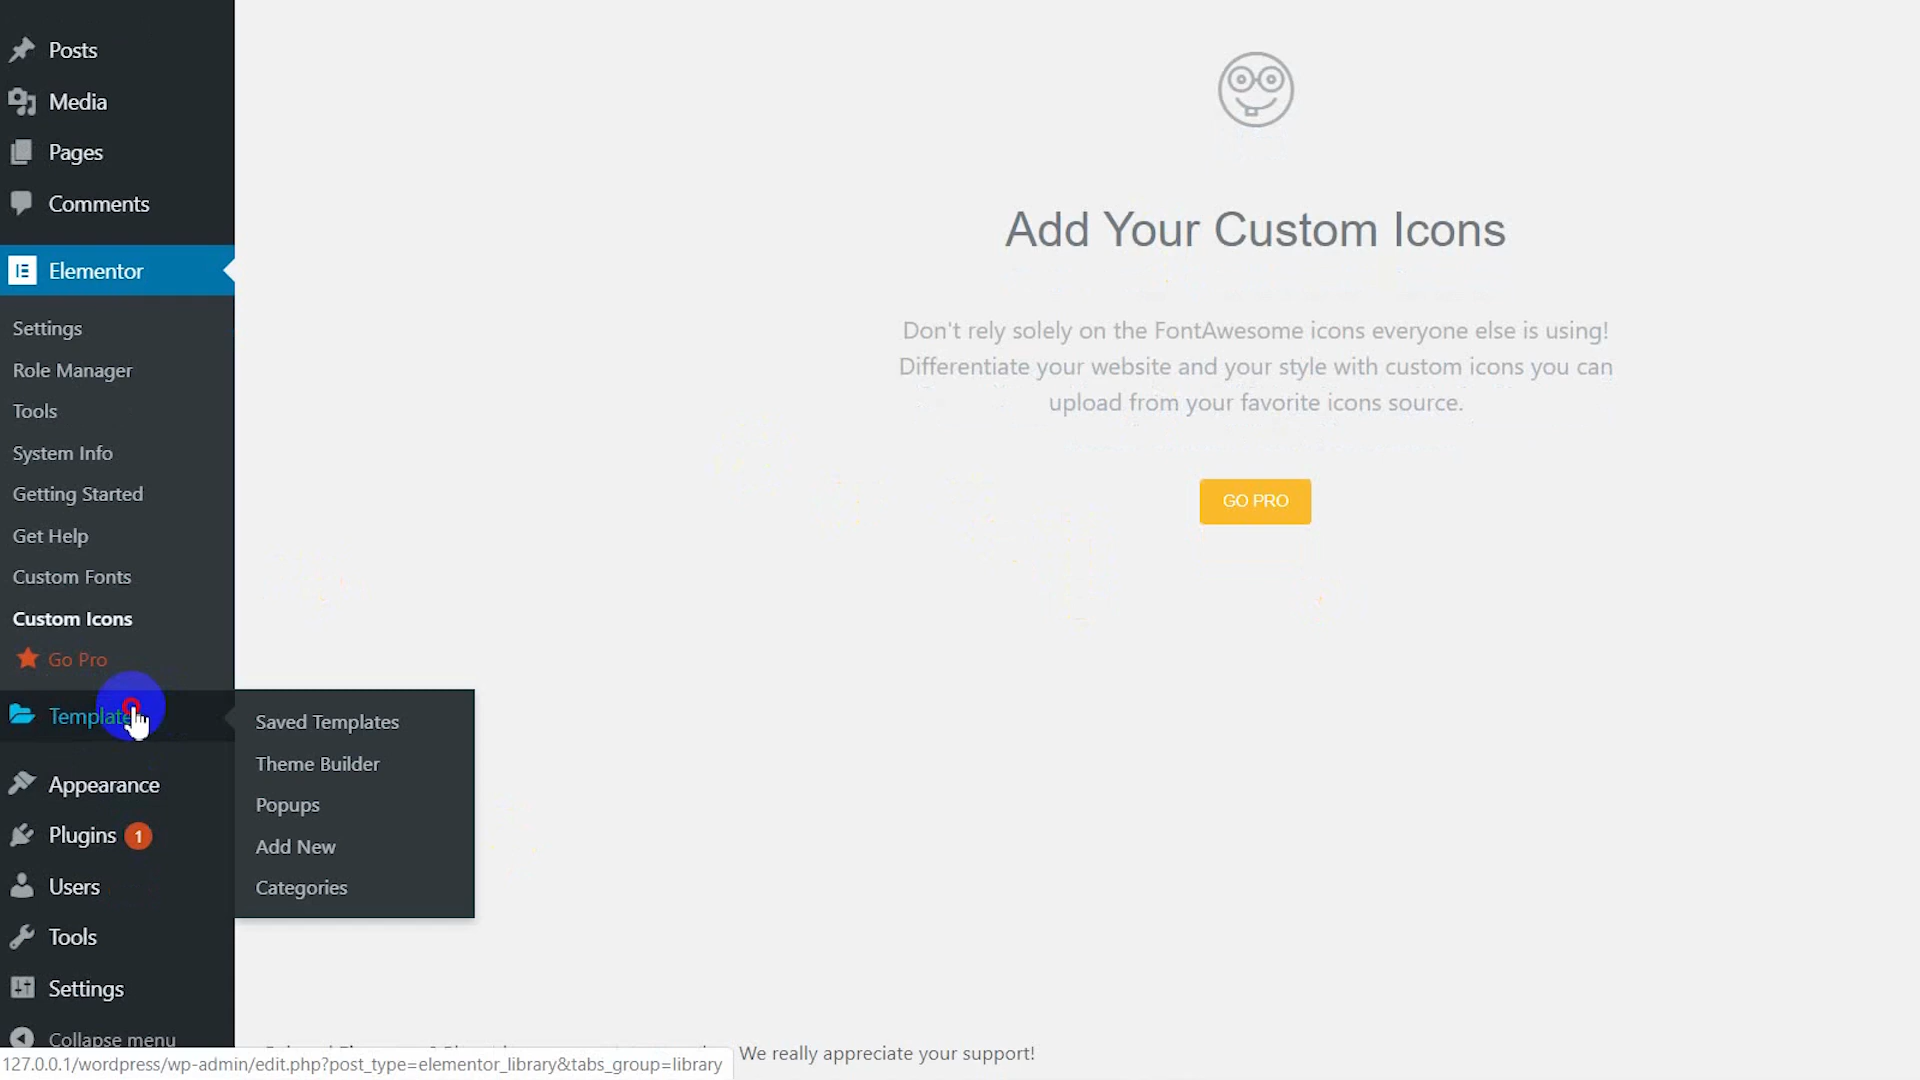 Posts
Media
Pages
Comments
Elementor
Settings
Role Manager
Tools
System Info
Getting Started
Get Help
Custom Fonts
Custom Icons
Go Pro
Template
Saved Templates
Theme Builder
Popups
Add New
Categories
Appearance
Plugins 1
Users
Tools
Settings
Collapse menu
Add Your Custom Icons
Don't rely solely on the FontAwesome icons everyone else is using!
Differentiate your website and your style with custom icons you can
upload from your favorite icons source.
GO PRO
We really appreciate your support!
127.0.0.1/wordpress/wp-admin/edit.php?post_type=elementor_library&tabs_group=library